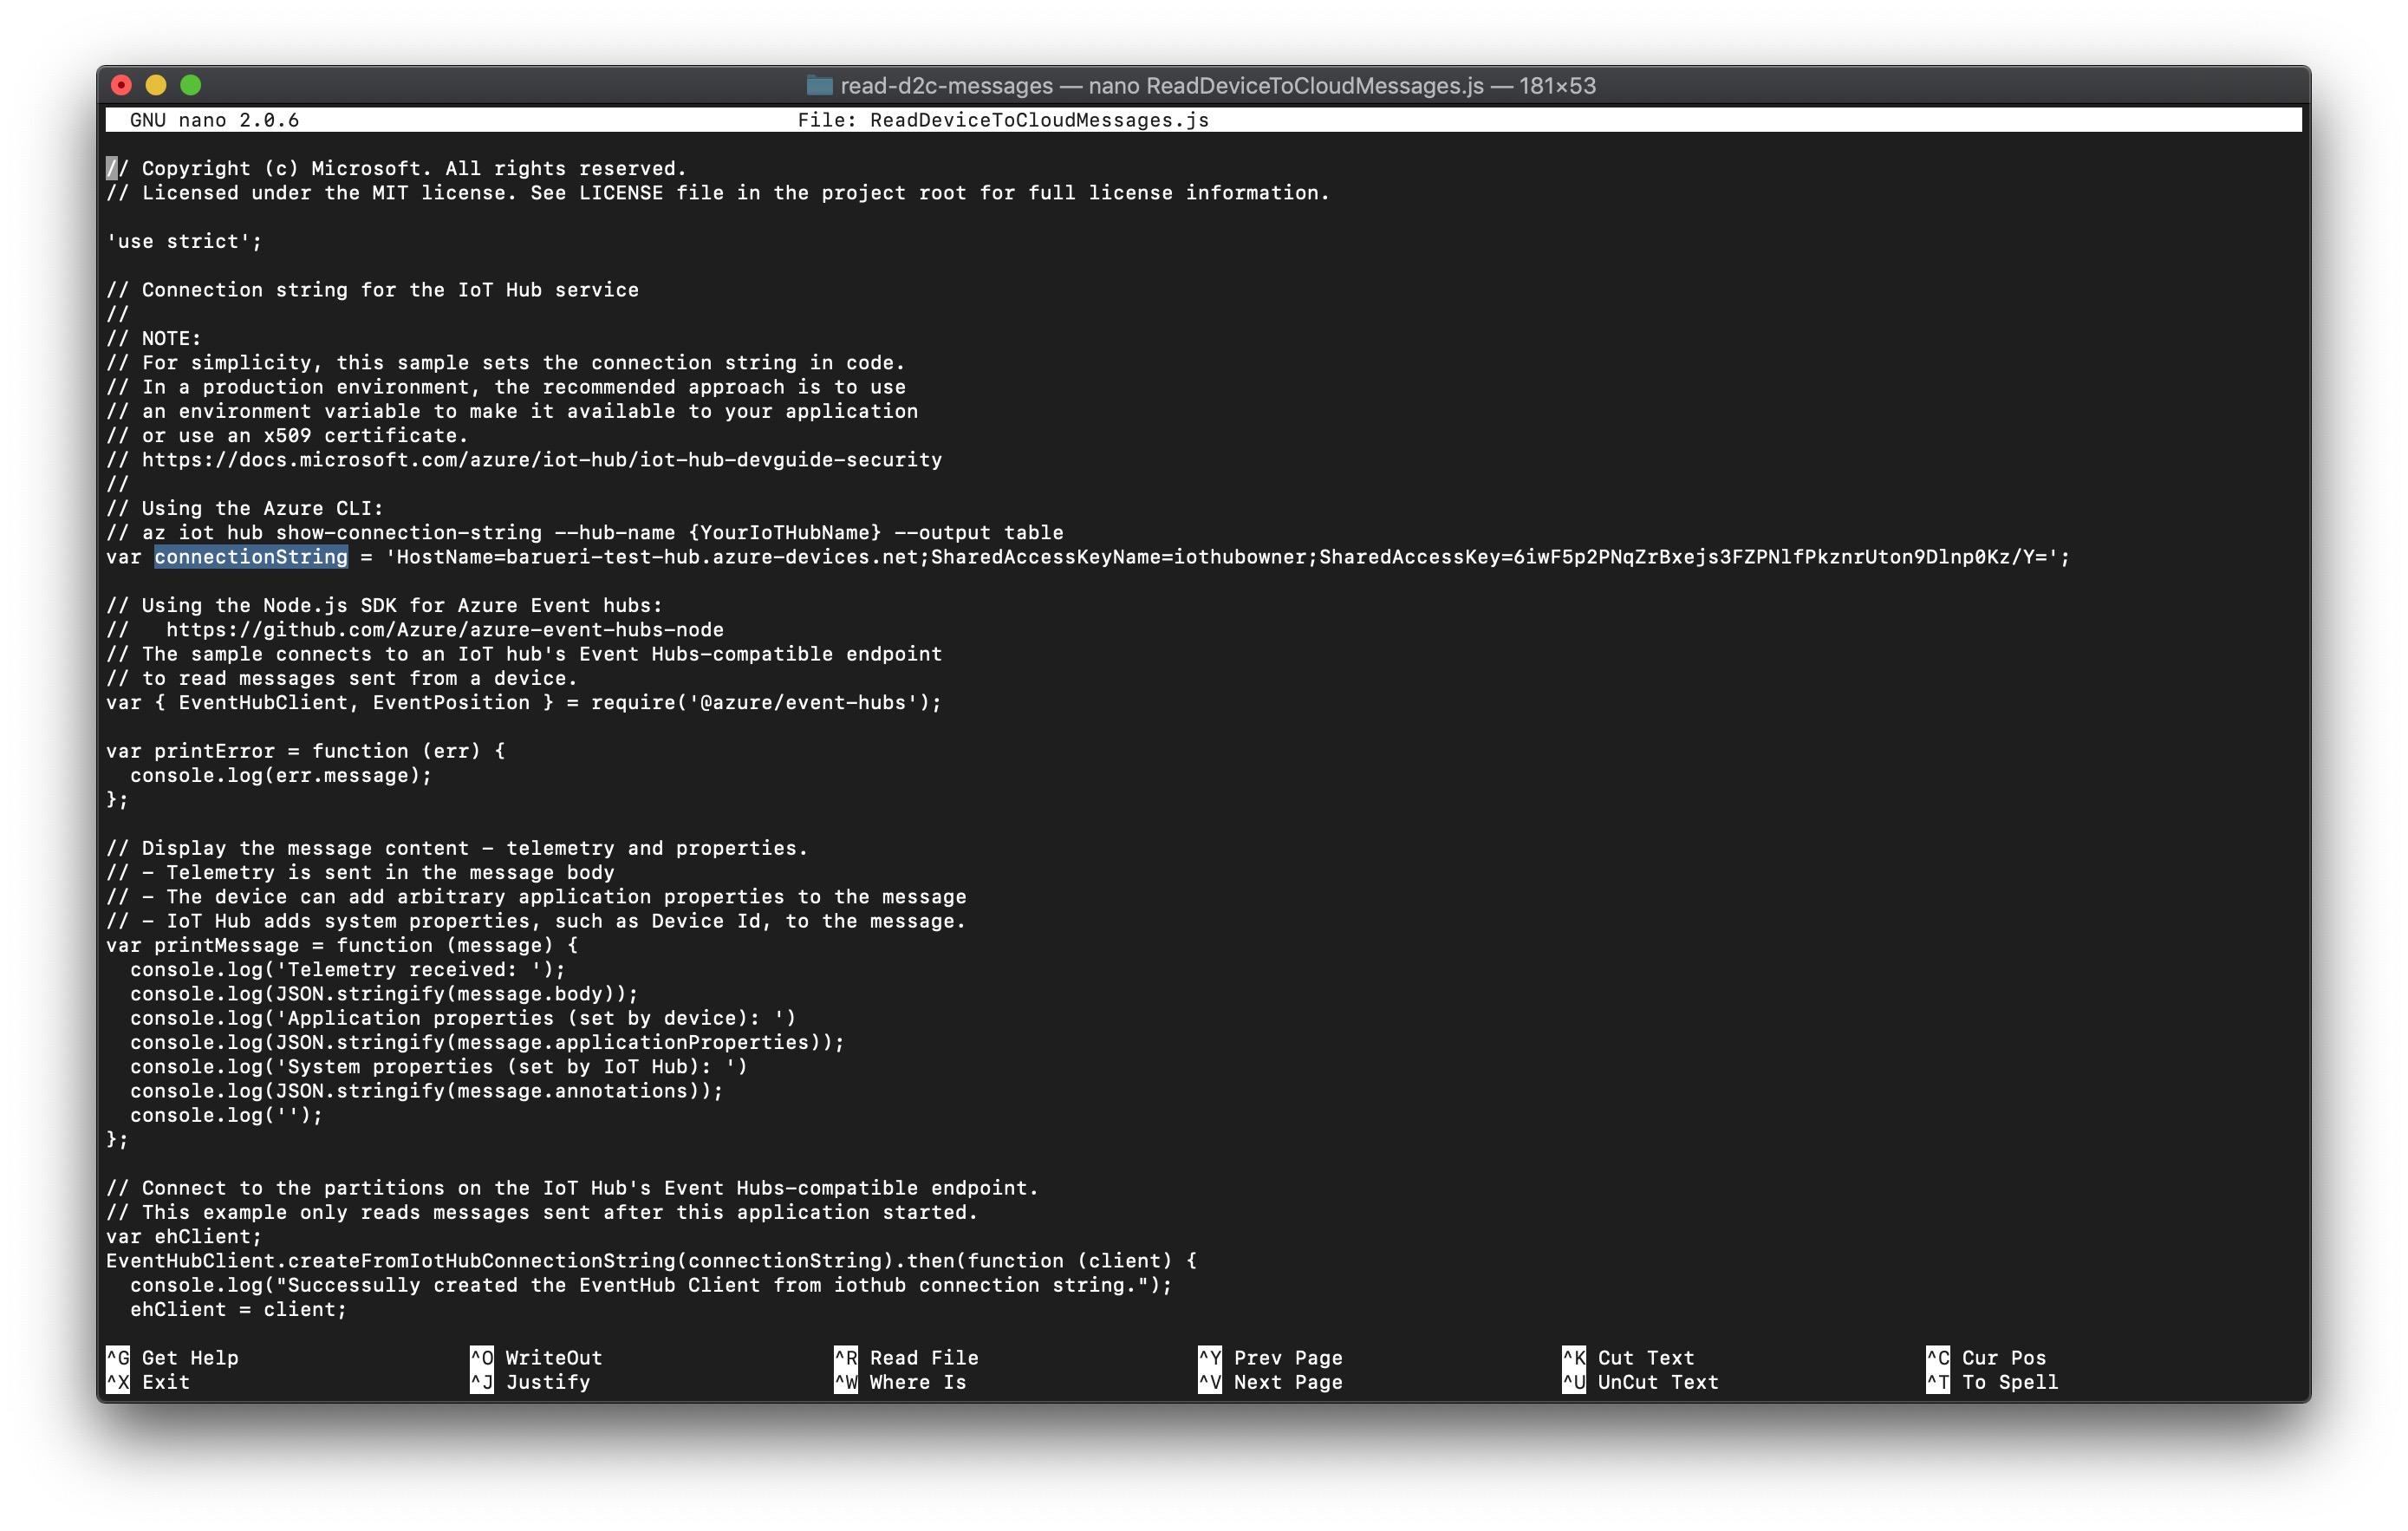 read-d2c-messages — nano ReadDeviceToCloudMessages.js — 181×53
GNU nano 2.0.6 File: ReadDeviceToCloudMessages.js
// Copyright (c) Microsoft. All rights reserved.
// Licensed under the MIT license. See LICENSE file in the project root for full license information.
'use strict';
// Connection string for the IoT Hub service
//
// NOTE:
// For simplicity, this sample sets the connection string in code.
// In a production environment, the recommended approach is to use
// an environment variable to make it available to your application
// or use an x509 certificate.
// https://docs.microsoft.com/azure/iot-hub/iot-hub-devguide-security
//
// Using the Azure CLI:
// az iot hub show-connection-string --hub-name {YourIoTHubName} --output table
var connectionString = 'HostName=barueri-test-hub.azure-devices.net;SharedAccessKeyName=iothubowner;SharedAccessKey=6iwF5p2PNqZrBxejs3FZPNlfPkznrUton9Dlnp0Kz/Y=';
// Using the Node.js SDK for Azure Event hubs:
//   https://github.com/Azure/azure-event-hubs-node
// The sample connects to an IoT hub's Event Hubs-compatible endpoint
// to read messages sent from a device.
var { EventHubClient, EventPosition } = require('@azure/event-hubs');
var printError = function (err) {
  console.log(err.message);
};
// Display the message content - telemetry and properties.
// - Telemetry is sent in the message body
// - The device can add arbitrary application properties to the message
// - IoT Hub adds system properties, such as Device Id, to the message.
var printMessage = function (message) {
  console.log('Telemetry received: ');
  console.log(JSON.stringify(message.body));
  console.log('Application properties (set by device): ')
  console.log(JSON.stringify(message.applicationProperties));
  console.log('System properties (set by IoT Hub): ')
  console.log(JSON.stringify(message.annotations));
  console.log('');
};
// Connect to the partitions on the IoT Hub's Event Hubs-compatible endpoint.
// This example only reads messages sent after this application started.
var ehClient;
EventHubClient.createFromIotHubConnectionString(connectionString).then(function (client) {
  console.log("Successully created the EventHub Client from iothub connection string.");
  ehClient = client;
^G Get Help ^O WriteOut ^R Read File ^Y Prev Page ^K Cut Text ^C Cur Pos
^X Exit ^J Justify ^W Where Is ^V Next Page ^U UnCut Text ^T To Spell